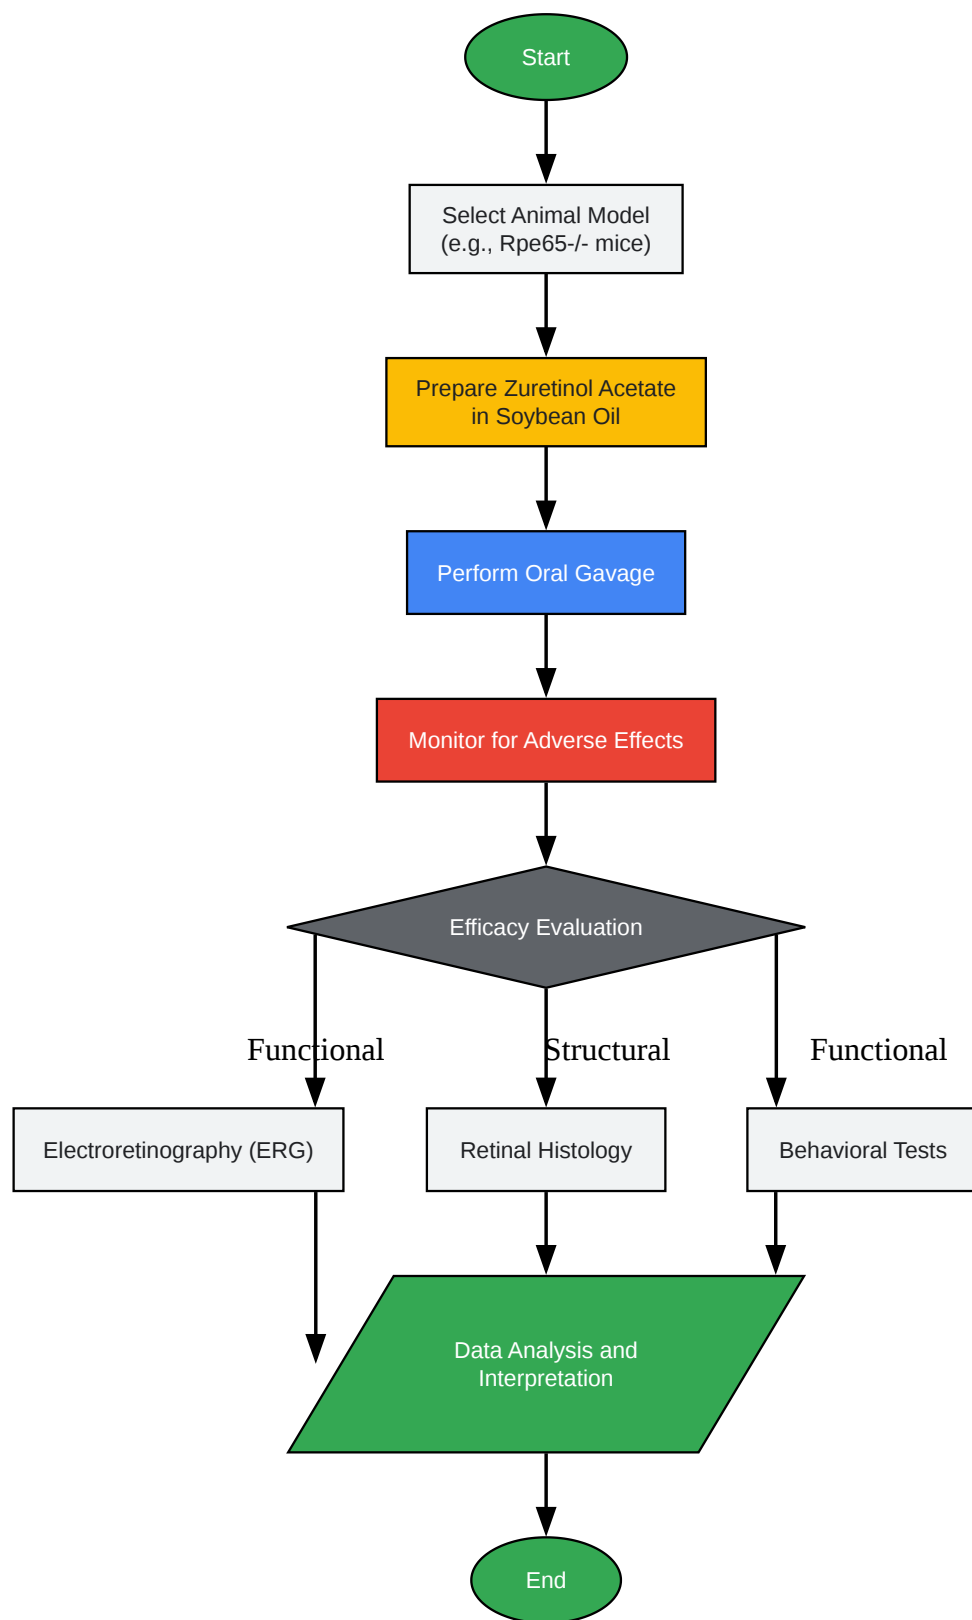 Start
Select Animal Model
(e.g., Rpe65-/- mice)
Prepare Zuretinol Acetate
in Soybean Oil
Perform Oral Gavage
Monitor for Adverse Effects
Efficacy Evaluation
Functional
Structural
Functional
Electroretinography (ERG)
Retinal Histology
Behavioral Tests
Data Analysis and
Interpretation
End